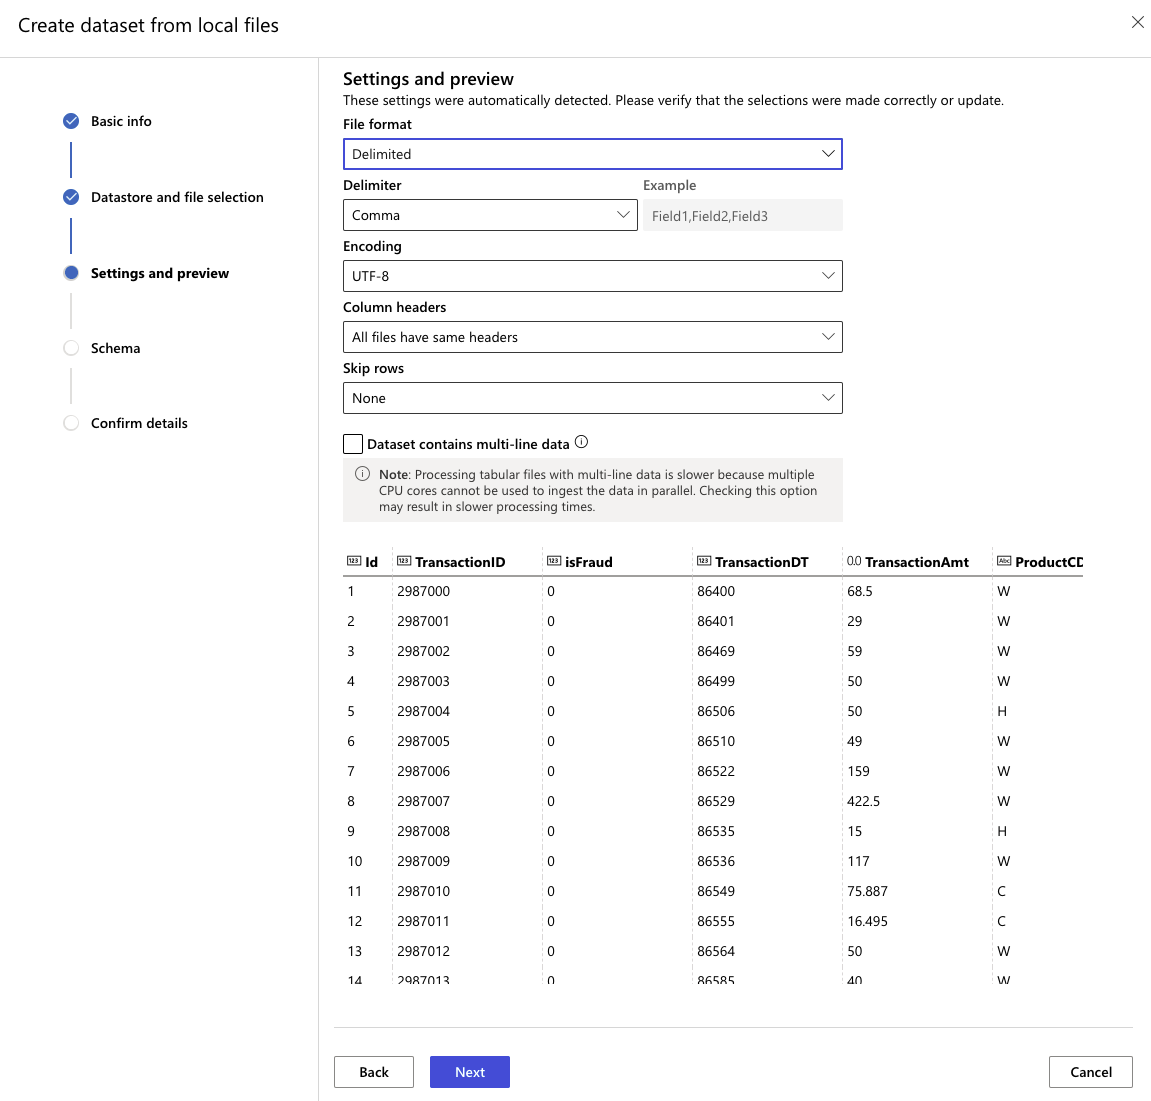 Create dataset from local files
Basic info
Datastore and file selection
Settings and preview
Schema
Confirm details
Settings and preview
These settings were automatically detected. Please verify that the selections were made correctly or update.
File format
Delimited
Delimiter Example
Comma Field1,Field2,Field3
Encoding
UTF-8
Column headers
All files have same headers
Skip rows
None
Dataset contains multi-line data
Note: Processing tabular files with multi-line data is slower because multiple
CPU cores cannot be used to ingest the data in parallel. Checking this option
may result in slower processing times.
123 Id 123 TransactionID 123 isFraud 123 TransactionDT 0.0 TransactionAmt Abc ProductCD
1 2987000 0 86400 68.5 W
2 2987001 0 86401 29 W
3 2987002 0 86469 59 W
4 2987003 0 86499 50 W
5 2987004 0 86506 50 H
6 2987005 0 86510 49 W
7 2987006 0 86522 159 W
8 2987007 0 86529 422.5 W
9 2987008 0 86535 15 H
10 2987009 0 86536 117 W
11 2987010 0 86549 75.887 C
12 2987011 0 86555 16.495 C
13 2987012 0 86564 50 W
14 2987013 0 86585 40 W
Back Next Cancel